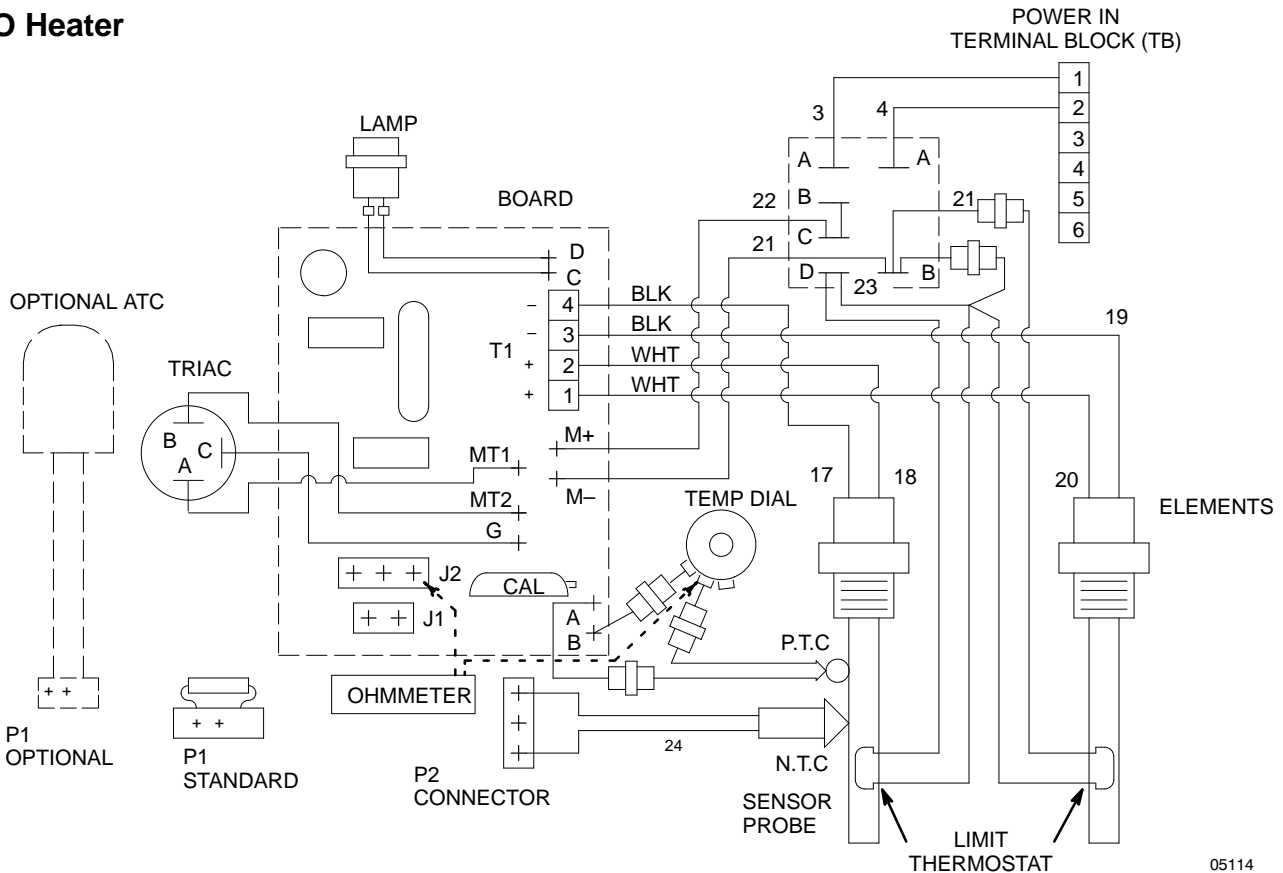 O Heater
POWER IN
TERMINAL BLOCK (TB)
1
2
3
4
5
6
3
4
LAMP
A
A
BOARD
22
B
21
C
21
D
23
B
D
C
OPTIONAL ATC
–
4
BLK
–
3
BLK
19
T1
+
2
WHT
+
1
WHT
TRIAC
B
C
A
M+
MT1
M–
MT2
G
TEMP DIAL
17
18
20
ELEMENTS
+ + +
J2
CAL
+ +
J1
A
B
P.T.C
OHMMETER
+ +
P1
OPTIONAL
+ +
P1
STANDARD
+
+
+
24
N.T.C
P2
CONNECTOR
SENSOR
PROBE
LIMIT
THERMOSTAT
05114